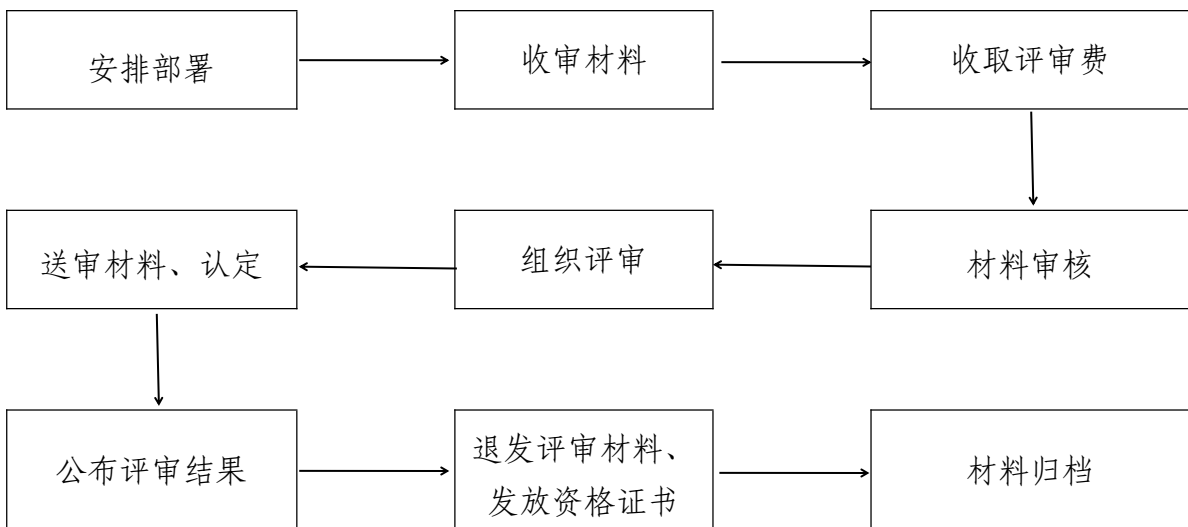 安排部署
收审材料
收取评审费
材料审核
组织评审
送审材料、认定
公布评审结果
退发评审材料、
发放资格证书
材料归档